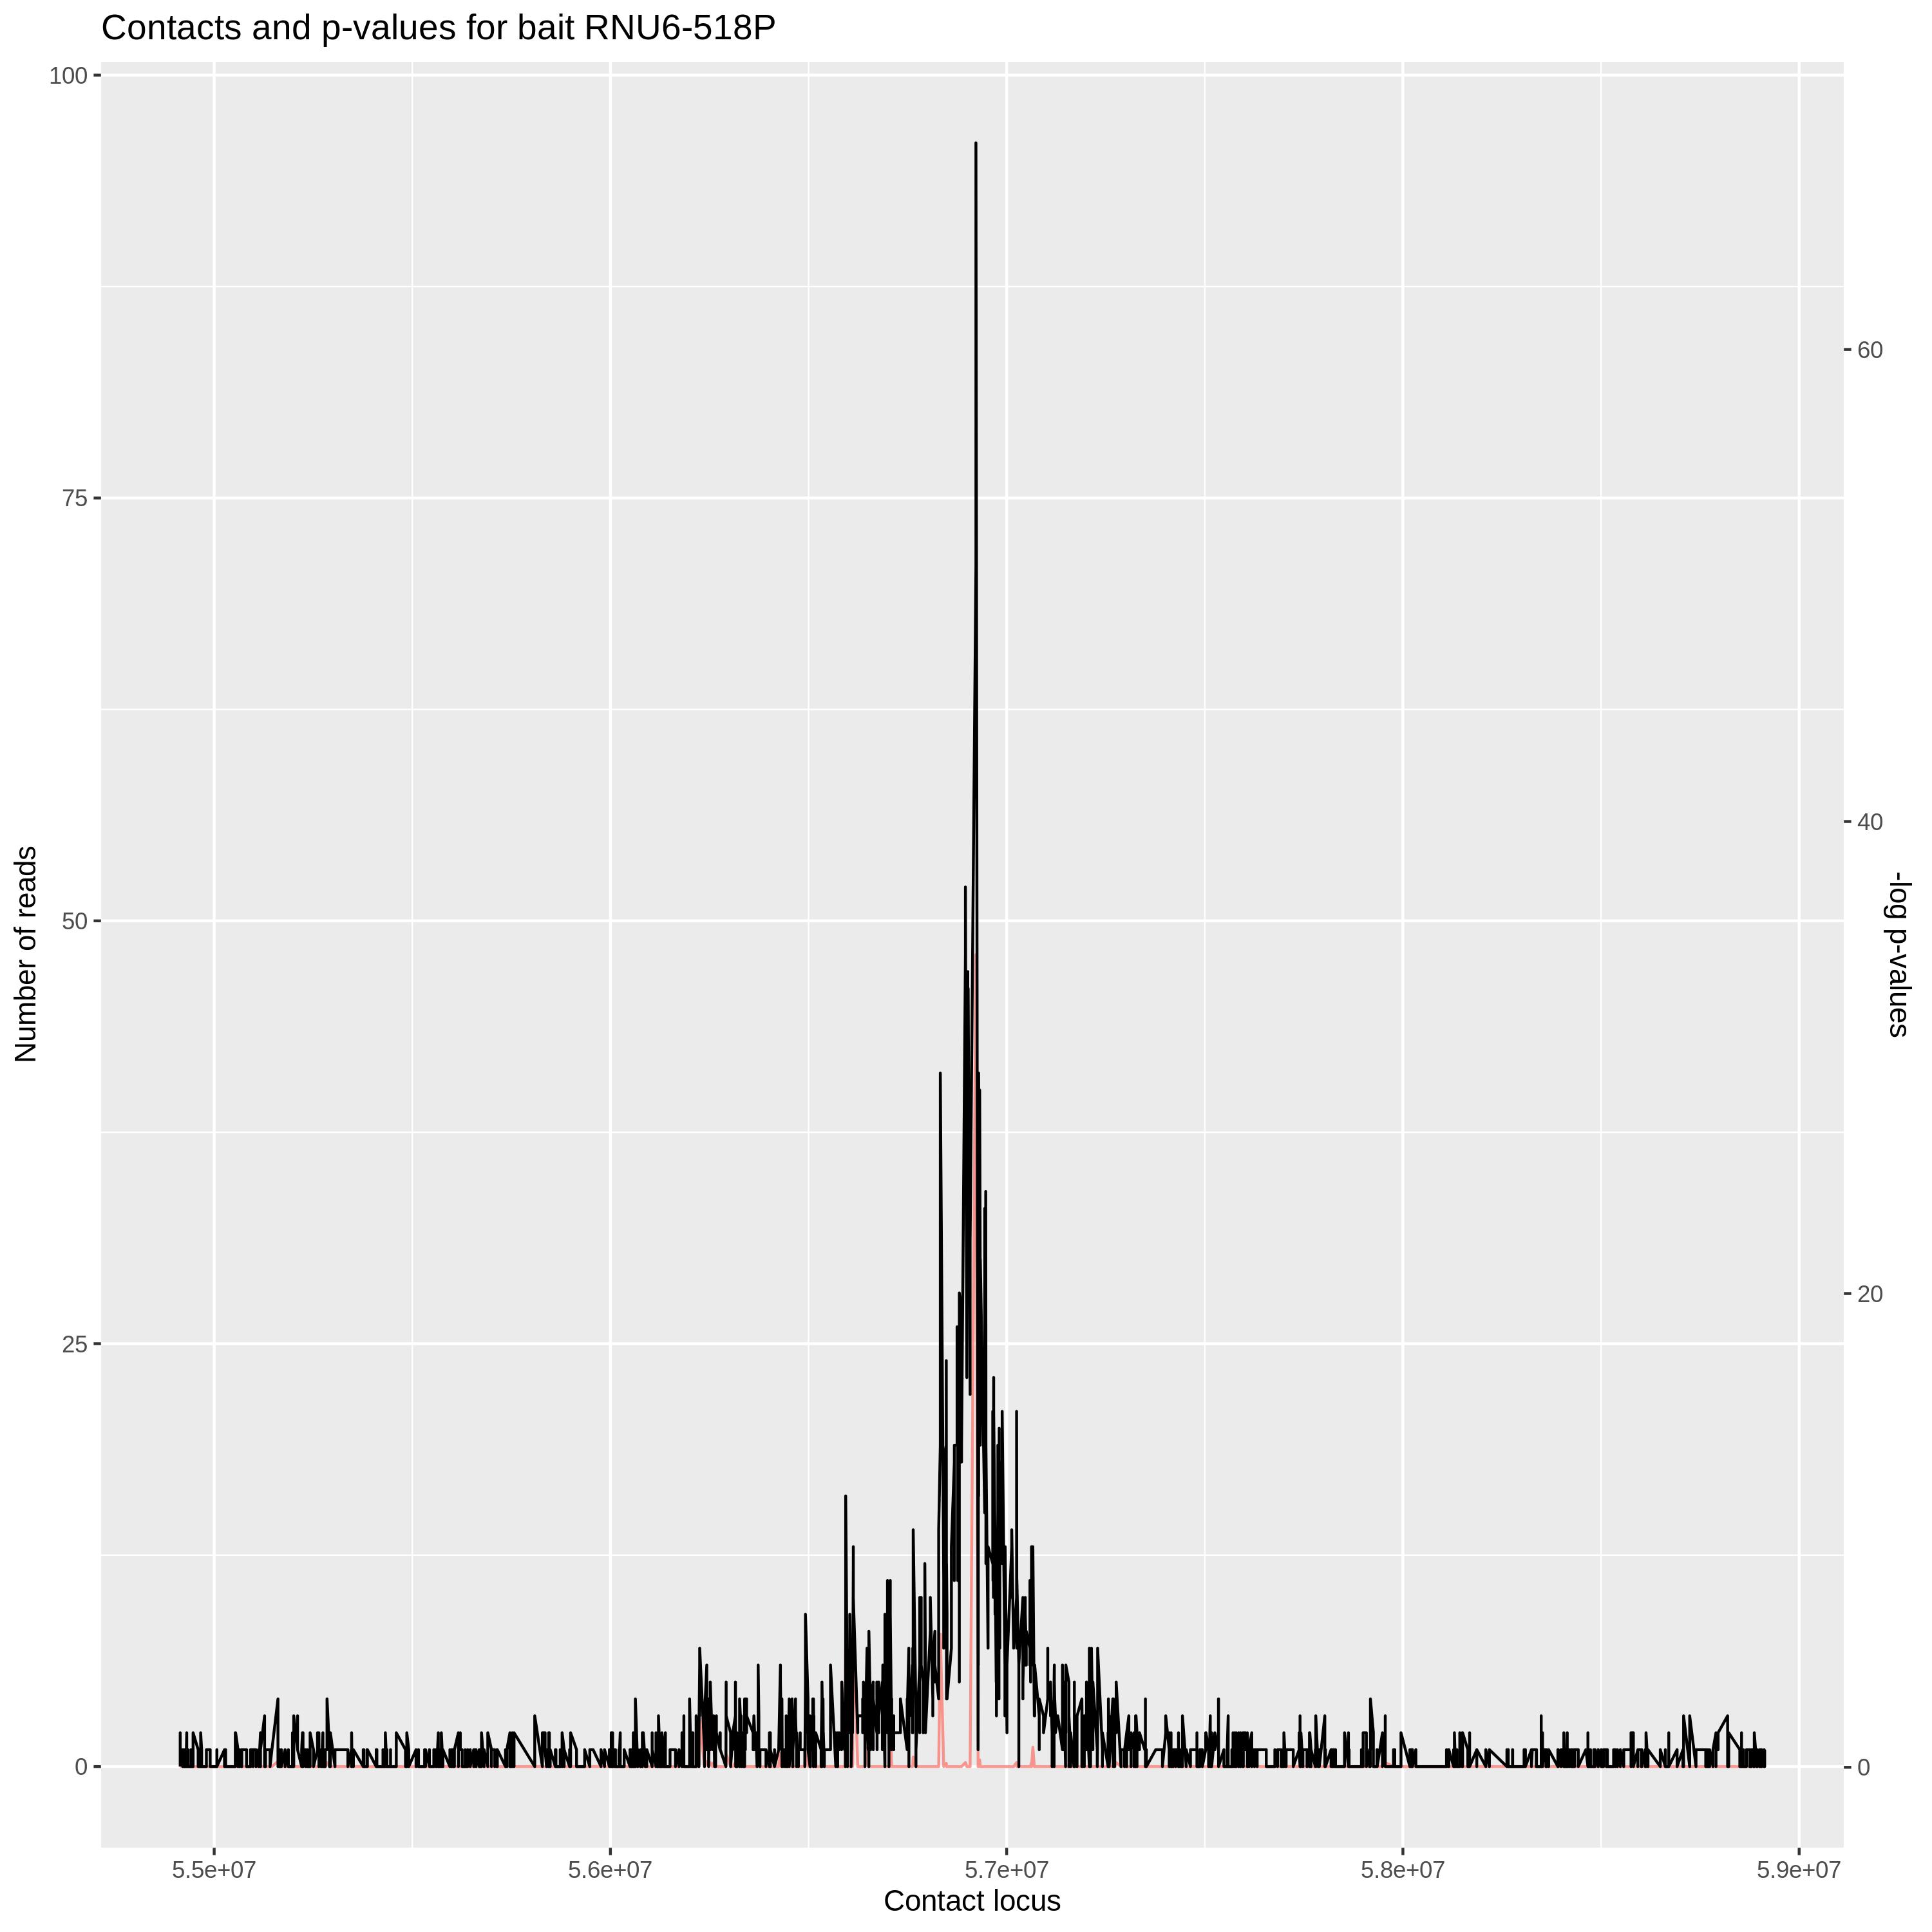 Contacts and p-values for bait RNU6-518P
100
75
50
25
0
Number of reads
60
40
20
0
-log p-values
5.5e+07
5.6e+07
5.7e+07
5.8e+07
5.9e+07
Contact locus